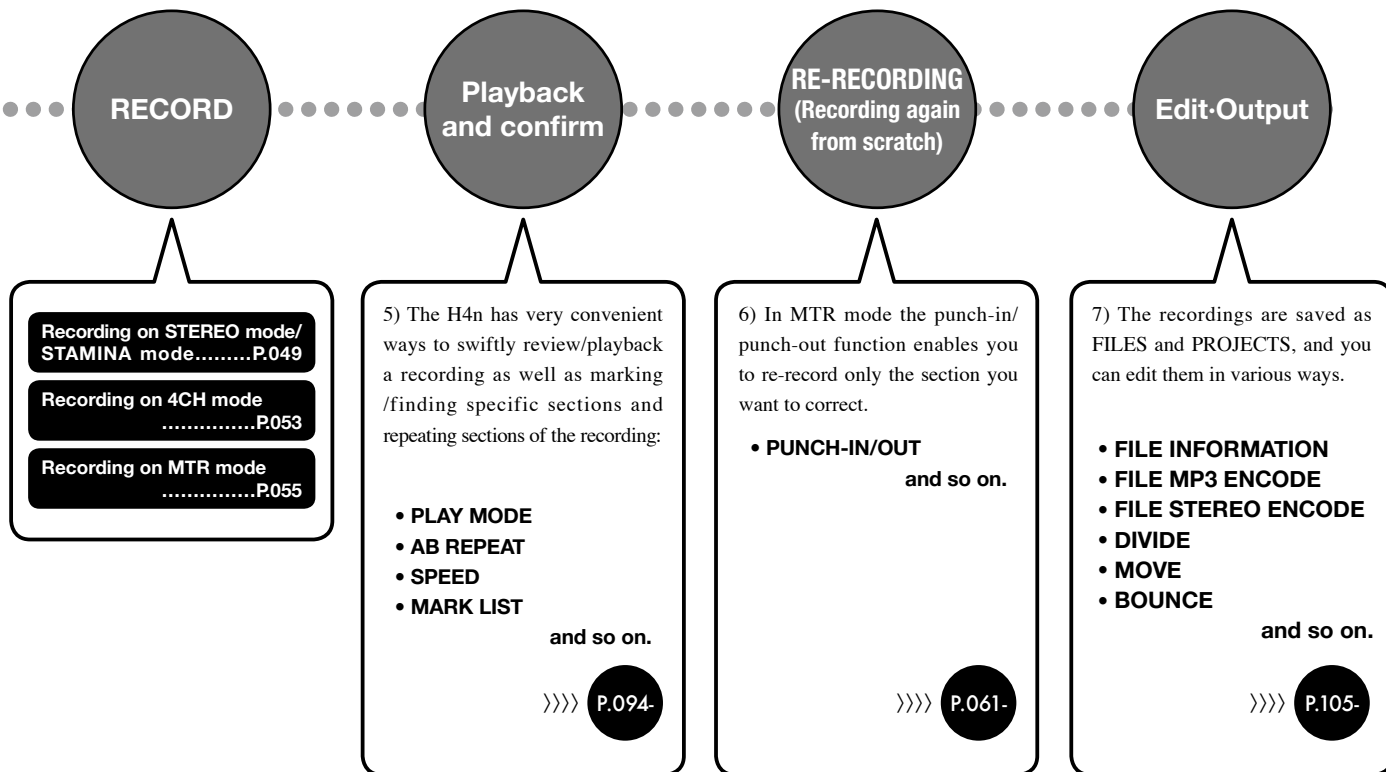 RECORD
Playback
and confirm
RE-RECORDING
(Recording again
from scratch)
Edit·Output
Recording on STEREO mode/
STAMINA mode.........P.049
Recording on 4CH mode
...............P.053
Recording on MTR mode
...............P.055
5) The H4n has very convenient
ways to swiftly review/playback
a recording as well as marking
/finding specific sections and
repeating sections of the recording:
• PLAY MODE
• AB REPEAT
• SPEED
• MARK LIST
and so on.
〉〉〉〉 P.094-
6) In MTR mode the punch-in/
punch-out function enables you
to re-record only the section you
want to correct.
• PUNCH-IN/OUT
and so on.
〉〉〉〉 P.061-
7) The recordings are saved as
FILES and PROJECTS, and you
can edit them in various ways.
• FILE INFORMATION
• FILE MP3 ENCODE
• FILE STEREO ENCODE
• DIVIDE
• MOVE
• BOUNCE
and so on.
〉〉〉〉 P.105-